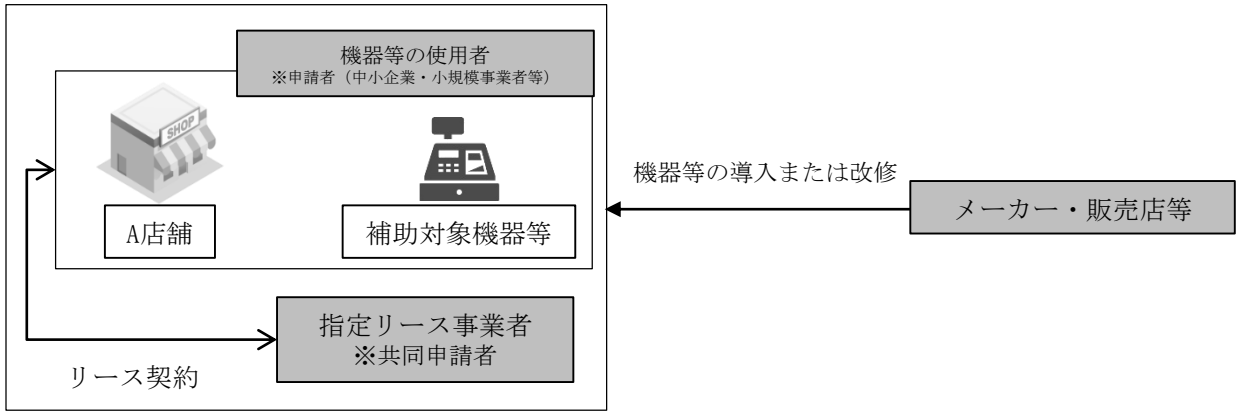 機器等の使用者
※申請者（中小企業・小規模事業者等）
SHOP
A店舗
補助対象機器等
機器等の導入または改修
メーカー・販売店等
指定リース事業者
※共同申請者
リース契約